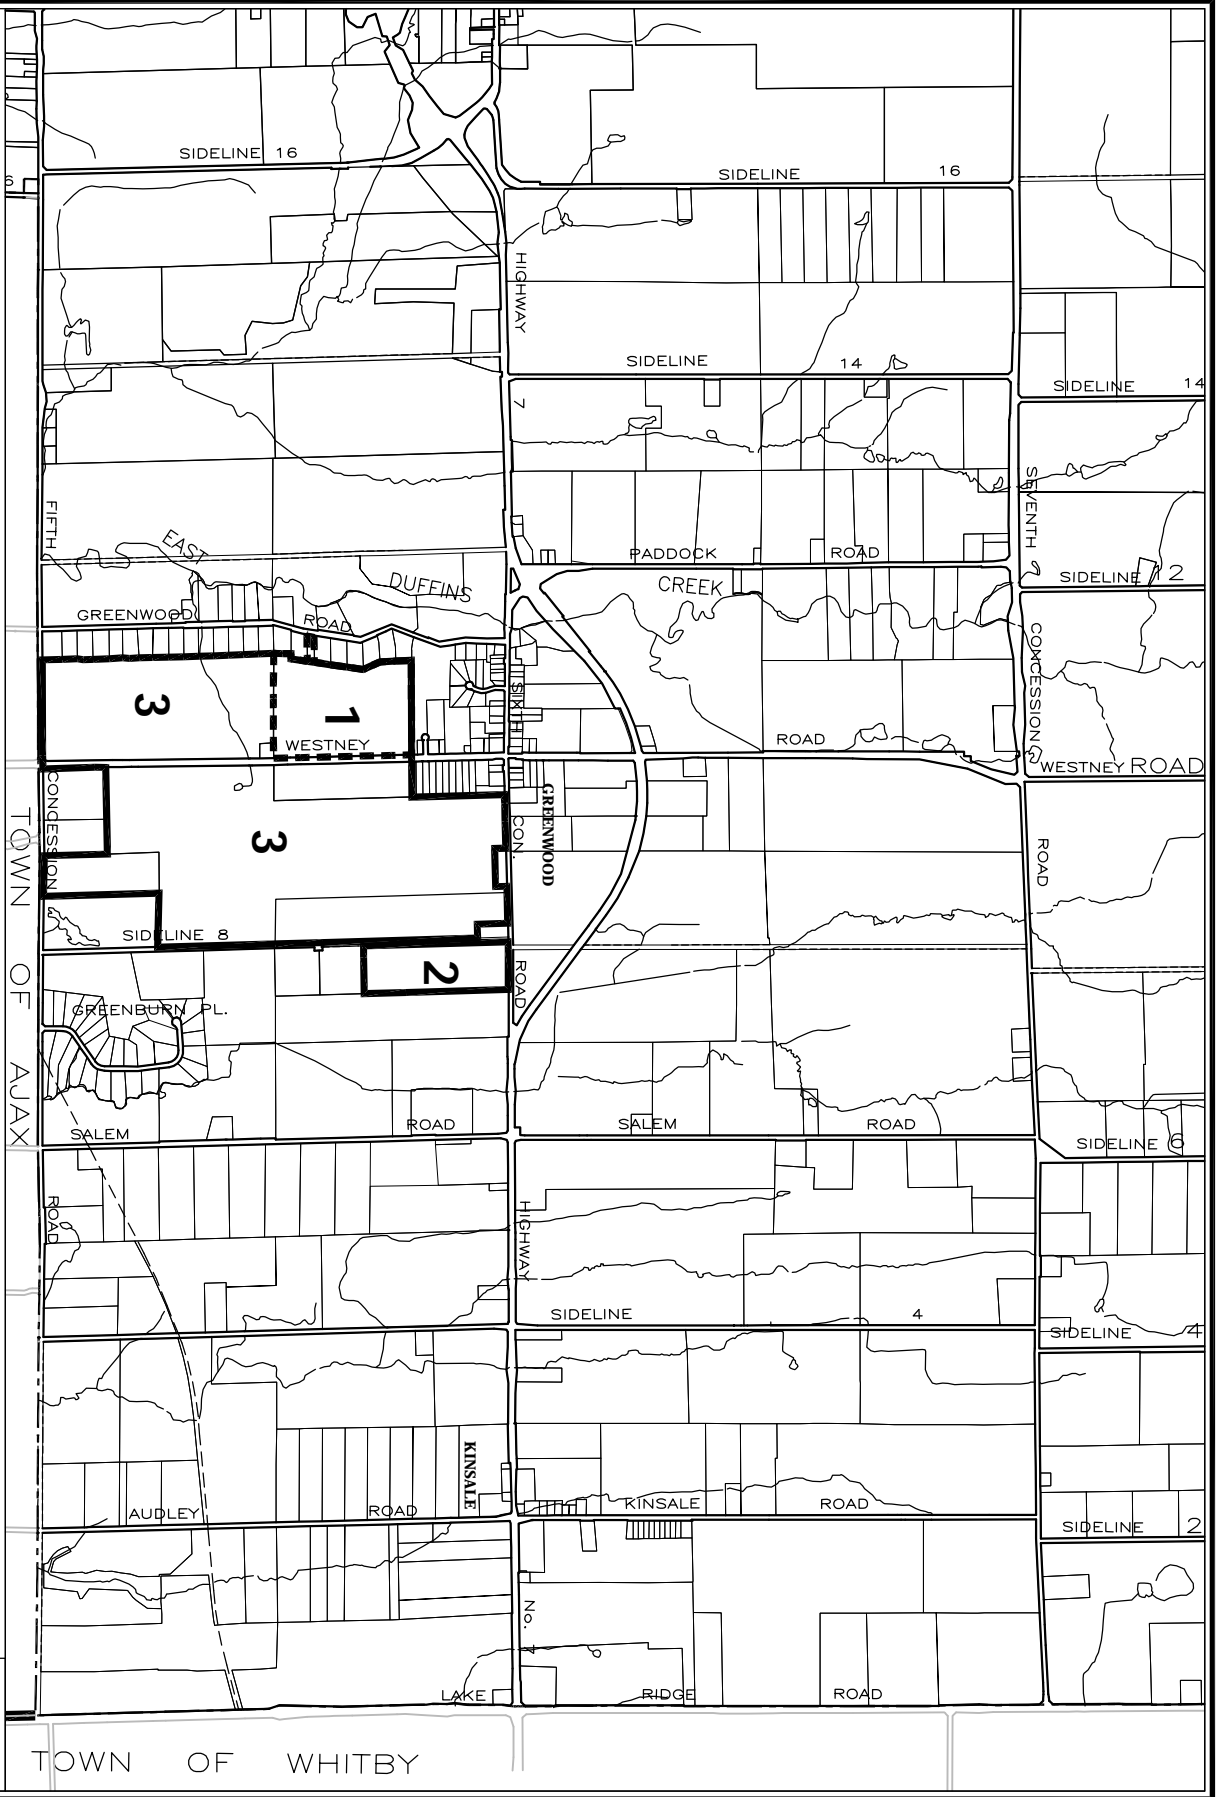 SIDELINE 16
SIDELINE 16
6
HIGHWAY
SIDELINE 14
SIDELINE 14
7
FIFTH
SEVENTH
EAST
DUFFINS
CREEK
PADDOCK ROAD
SIDELINE 12
GREENWOOD ROAD
3
1
WESTNEY
SIXTH
CONCESSION
ROAD
WESTNEY ROAD
CONCESSION
3
CON.
GREENWOOD
ROAD
SIDELINE 8
2
ROAD
GREENBURN PL.
TOWN OF AJAX
SALEM ROAD
SALEM ROAD
SIDELINE 6
ROAD
HIGHWAY
SIDELINE 4
SIDELINE 4
KINSALE
AUDLEY ROAD
KINSALE ROAD
SIDELINE 2
No. 7
LAKE RIDGE ROAD
TOWN OF WHITBY